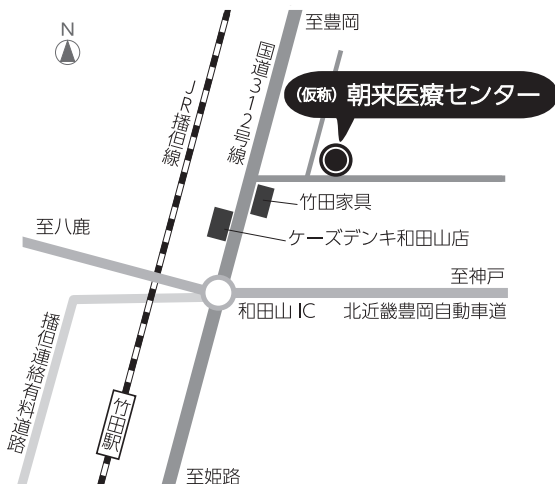 N
至豊岡
国道312号線
JR播但線
(仮称) 朝来医療センター
竹田家具
ケーズデンキ和田山店
至八鹿
至神戸
和田山 IC
北近畿豊岡自動車道
播但連絡有料道路
竹田駅
至姫路